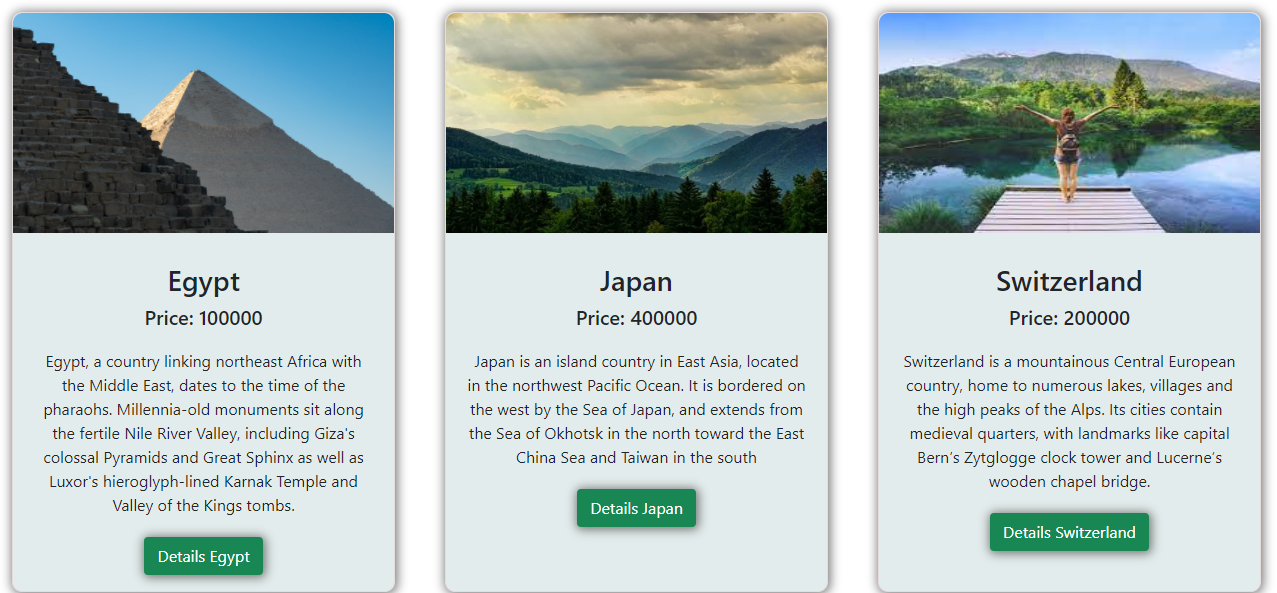 Egypt
Price: 100000
Egypt, a country linking northeast Africa with
the Middle East, dates to the time of the
pharaohs. Millennia-old monuments sit along
the fertile Nile River Valley, including Giza's
colossal Pyramids and Great Sphinx as well as
Luxor's hieroglyph-lined Karnak Temple and
Valley of the Kings tombs.
Details Egypt
Japan
Price: 400000
Japan is an island country in East Asia, located
in the northwest Pacific Ocean. It is bordered on
the west by the Sea of Japan, and extends from
the Sea of Okhotsk in the north toward the East
China Sea and Taiwan in the south
Details Japan
Switzerland
Price: 200000
Switzerland is a mountainous Central European
country, home to numerous lakes, villages and
the high peaks of the Alps. Its cities contain
medieval quarters, with landmarks like capital
Bern's Zytglogge clock tower and Lucerne's
wooden chapel bridge.
Details Switzerland